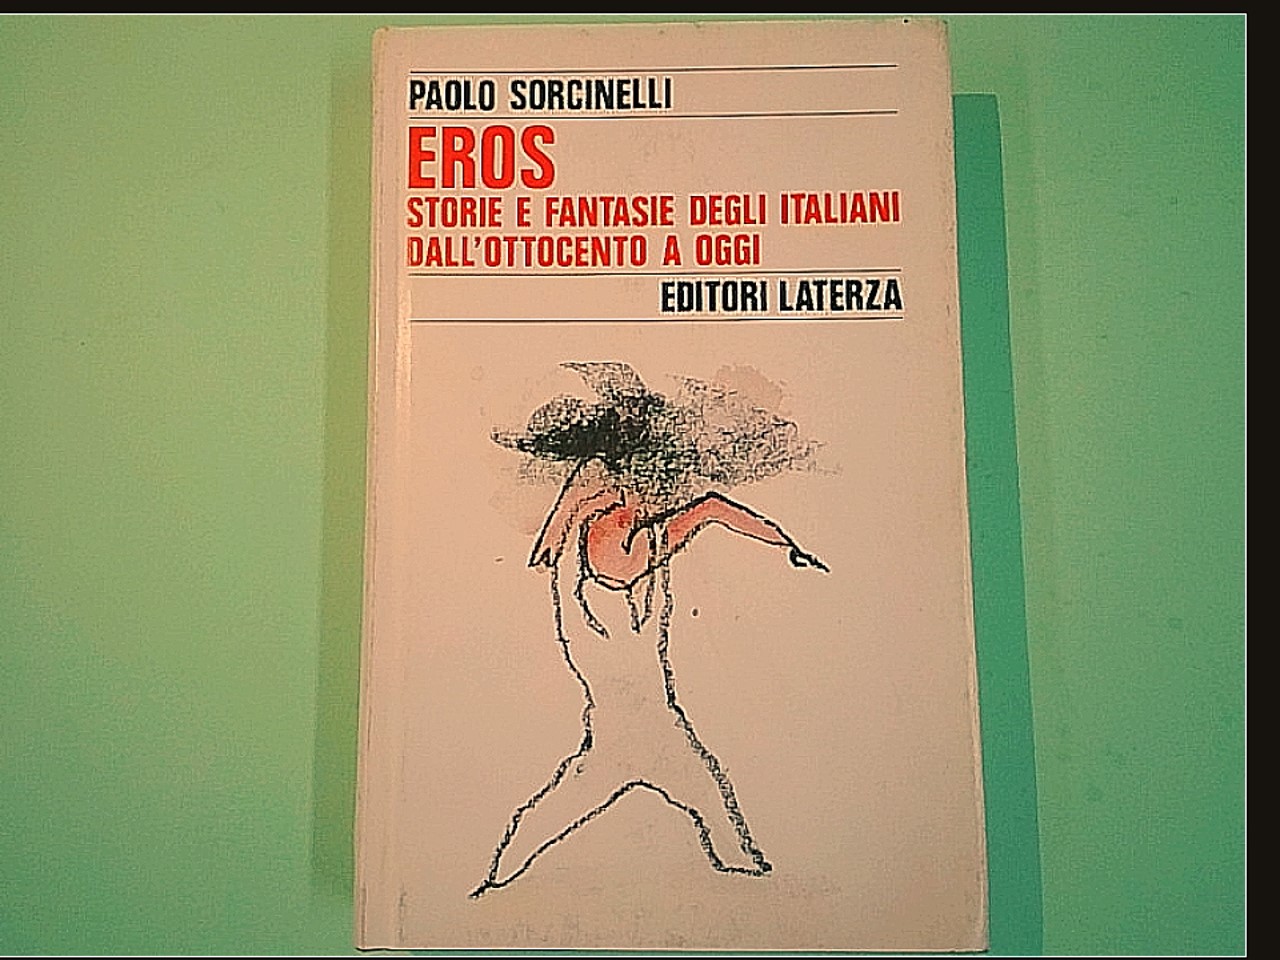 PAOLO SORCINELLI
EROS
STORIE E FANTASIE DEGLI ITALIANI
DALL'OTTOCENTO A OGGI
EDITORI LATERZA